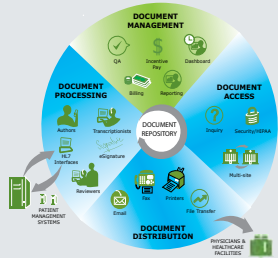 DOCUMENT
MANAGEMENT
QA
Incentive
Pay
Dashboard
Billing
Reporting
DOCUMENT
PROCESSING
Authors
Transcriptionists
HL7
Interfaces
eSignature
Reviewers
DOCUMENT
REPOSITORY
DOCUMENT
ACCESS
Inquiry
Security/HIPAA
Multi-site
Fax
Printers
Email
File Transfer
DOCUMENT
DISTRIBUTION
PATIENT
MANAGEMENT
SYSTEMS
PHYSICIANS &
HEALTHCARE
FACILITIES